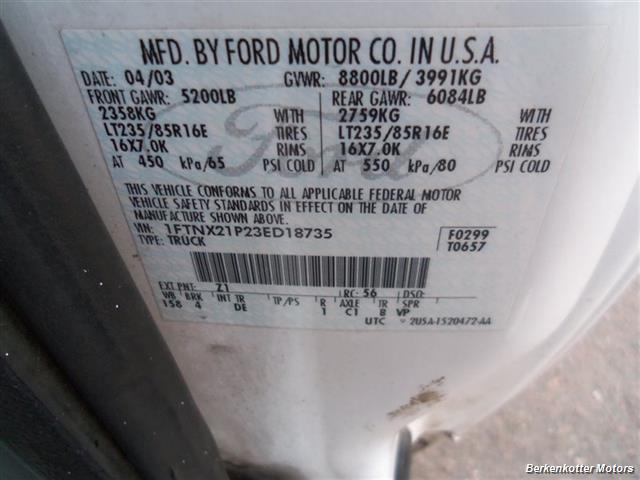 MFD. BY FORD MOTOR CO. IN U.S.A.
DATE: 04/03 GVWR: 8800LB/ 3991KG
FRONT GAWR: 5200LB REAR GAWR: 6084LB
2358KG WITH 2759KG WITH
LT235/85R16E TIRES LT235/85R16E TIRES
16X7.0K RIMS 16X7.0K RIMS
AT 450 kPa/65 PSI COLD AT 550 kPa/80 PSI COLD
THIS VEHICLE CONFORMS TO ALL APPLICABLE FEDERAL MOTOR
VEHICLE SAFETY STANDARDS IN EFFECT ON THE DATE OF
MANUFACTURE SHOWN ABOVE.
VIN: 1FTNX21P23ED18735 F0299
TYPE: TRUCK T0657
EXT PNT: Z1 RC: 56 DSO:
WB BRK INT TR TP/PS R AXLE TR SPR
158 4 DE 1 C1 8 VP
UTC 2U5A-1520472-AA
Ford
Berkenkotter Motors